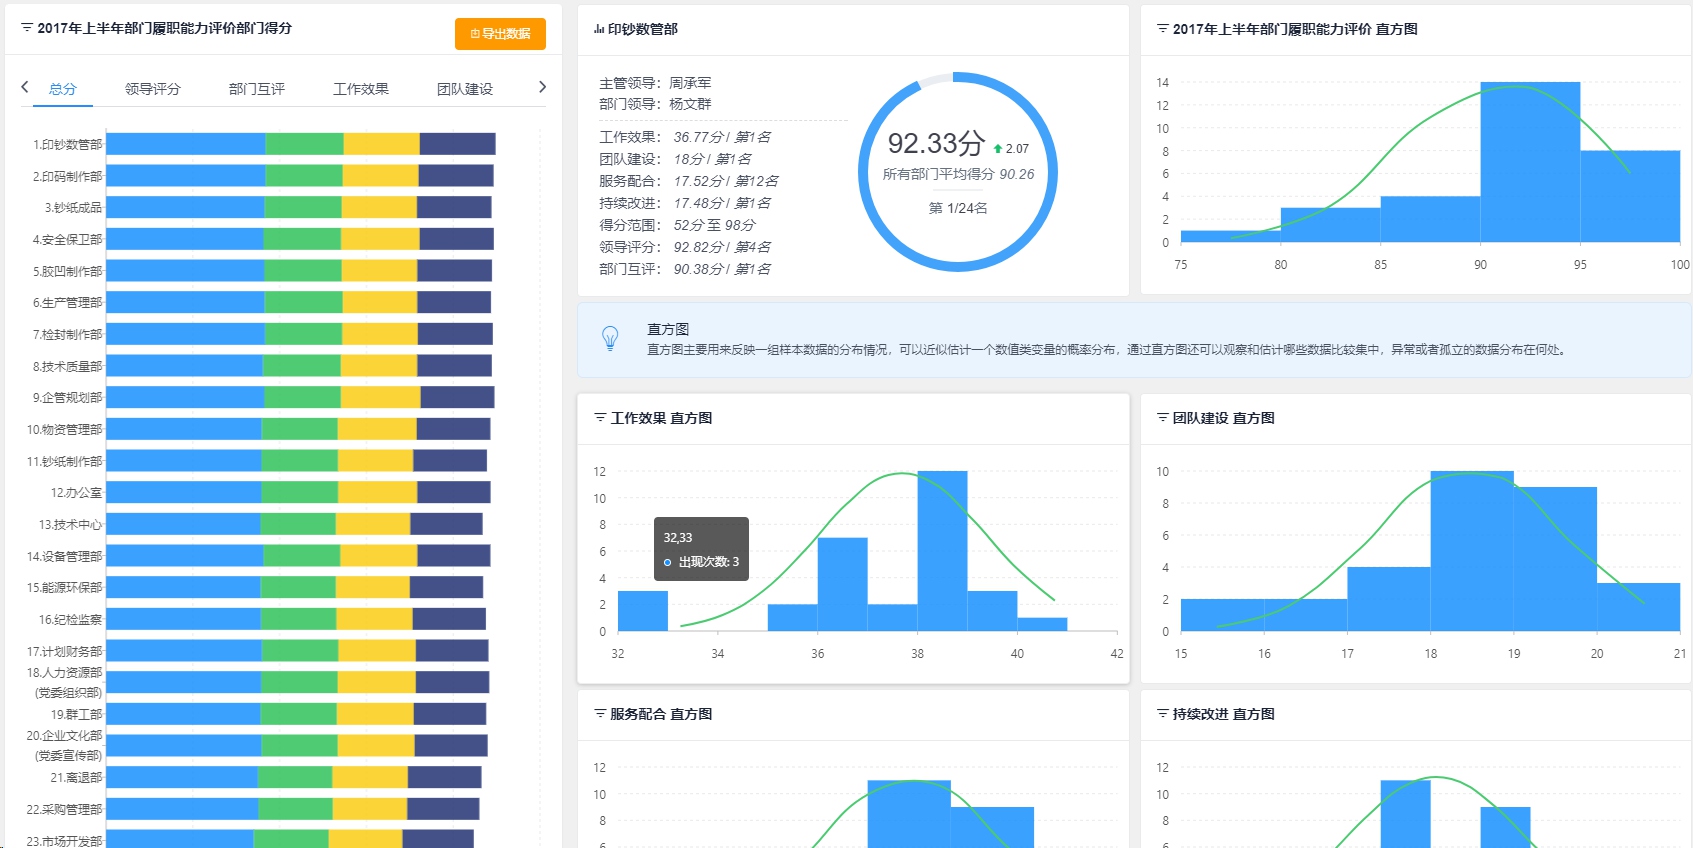 2017年上半年部门履职能力评价部门得分
导出数据
总分
领导评分
部门互评
工作效果
团队建设
1.印钞数管部
2.印码制作部
3.钞纸成品
4.安全保卫部
5.胶凹制作部
6.生产管理部
7.检封制作部
8.技术质量部
9.企管规划部
10.物资管理部
11.钞纸制作部
12.办公室
13.技术中心
14.设备管理部
15.能源环保部
16.纪检监察
17.计划财务部
18.人力资源部
(党委组织部)
19.群工部
20.企业文化部
(党委宣传部)
21.离退部
22.采购管理部
23.市场开发部
印钞数管部
主管领导：周承军
部门领导：杨文群
工作效果： 36.77分 / 第1名
团队建设： 18分 / 第1名
服务配合： 17.52分 / 第12名
持续改进： 17.48分 / 第1名
得分范围： 52分 至 98分
领导评分： 92.82分 / 第4名
部门互评： 90.38分 / 第1名
92.33分 2.07
所有部门平均得分 90.26
第 1/24名
2017年上半年部门履职能力评价 直方图
14
12
10
8
6
4
2
0
75 80 85 90 95 100
直方图
直方图主要用来反映一组样本数据的分布情况，可以近似估计一个数值类变量的概率分布，通过直方图还可以观察和估计哪些数据比较集中，异常或者孤立的数据分布在何处。
工作效果 直方图
12
10
8
6
4
2
0
32 34 36 38 40 42
32,33
出现次数: 3
团队建设 直方图
10
8
6
4
2
0
15 16 17 18 19 20 21
服务配合 直方图
12
10
8
6
持续改进 直方图
12
10
8
6